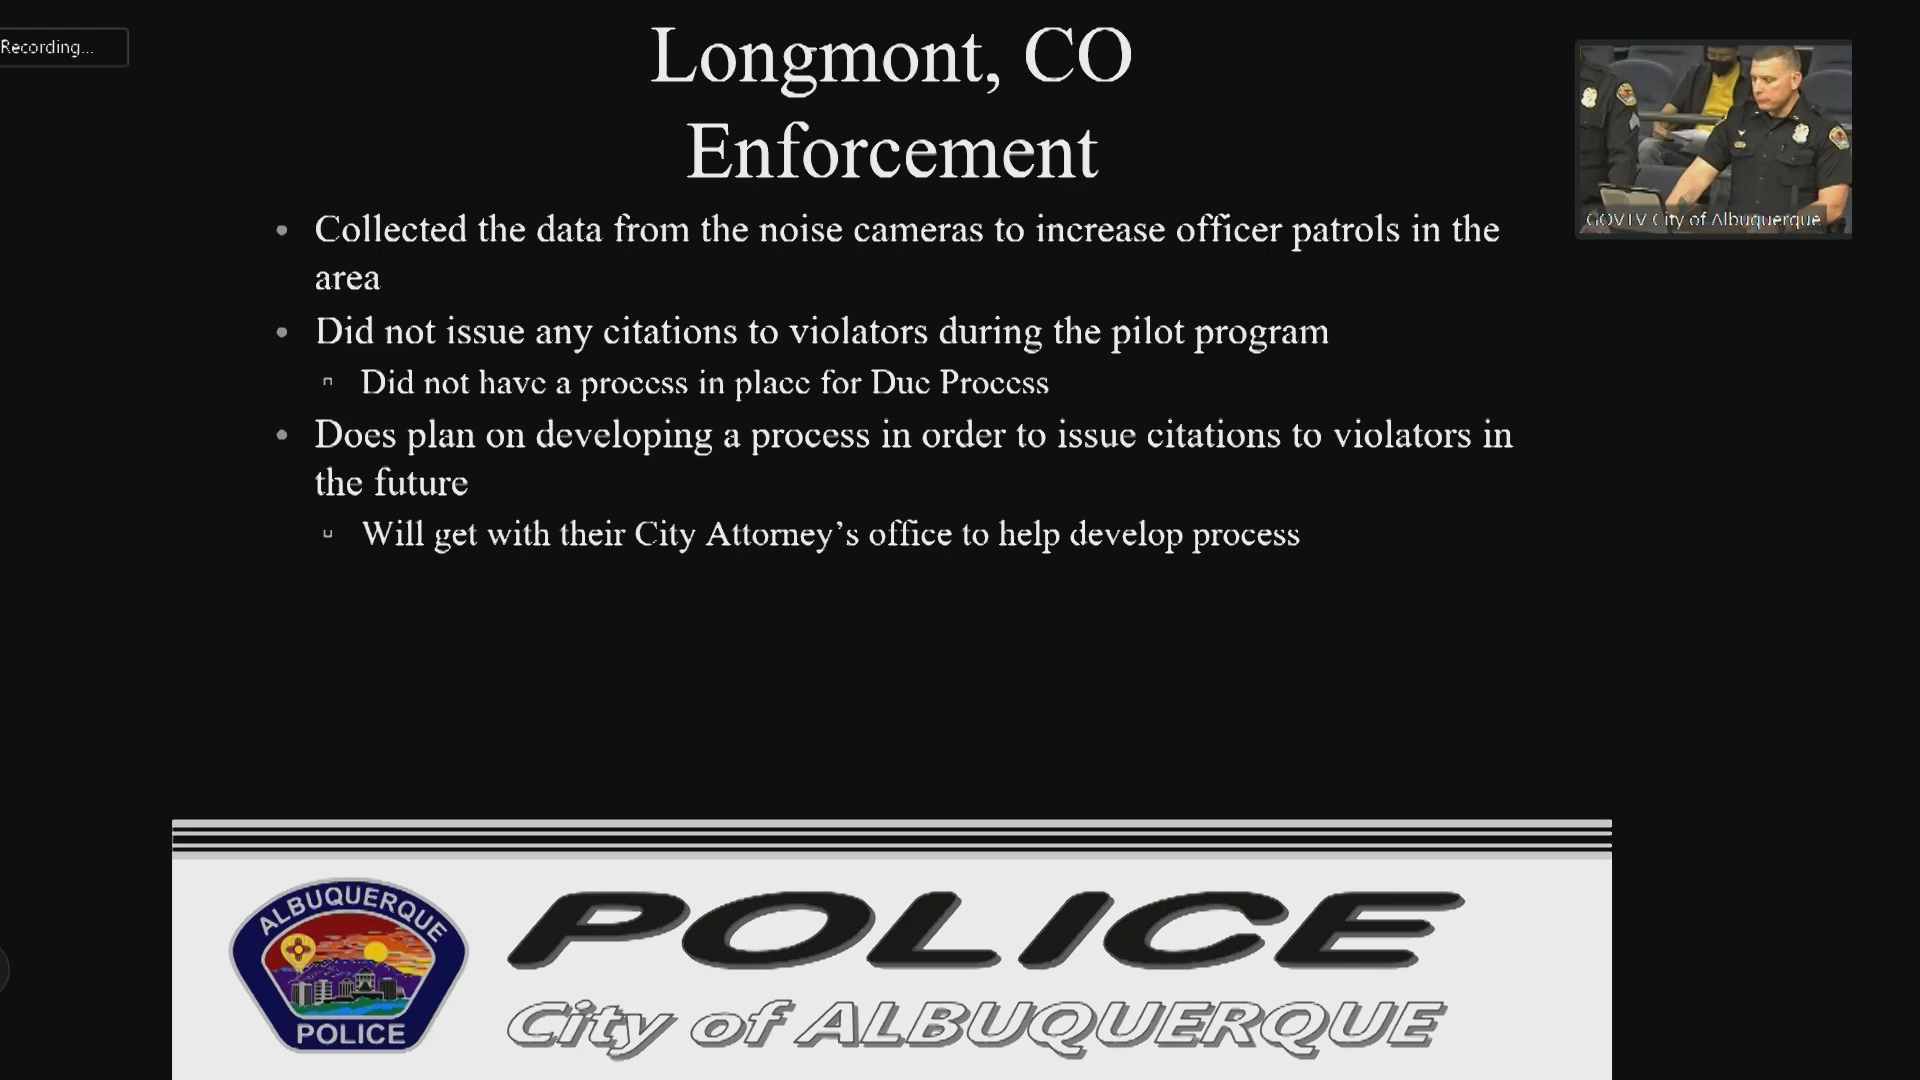 Recording...
Longmont, CO
Enforcement
• Collected the data from the noise cameras to increase officer patrols in the
area
• Did not issue any citations to violators during the pilot program
▫ Did not have a process in place for Due Process
• Does plan on developing a process in order to issue citations to violators in
the future
▫ Will get with their City Attorney’s office to help develop process
GOVTV City of Albuquerque
ALBUQUERQUE
POLICE
POLICE
City of ALBUQUERQUE